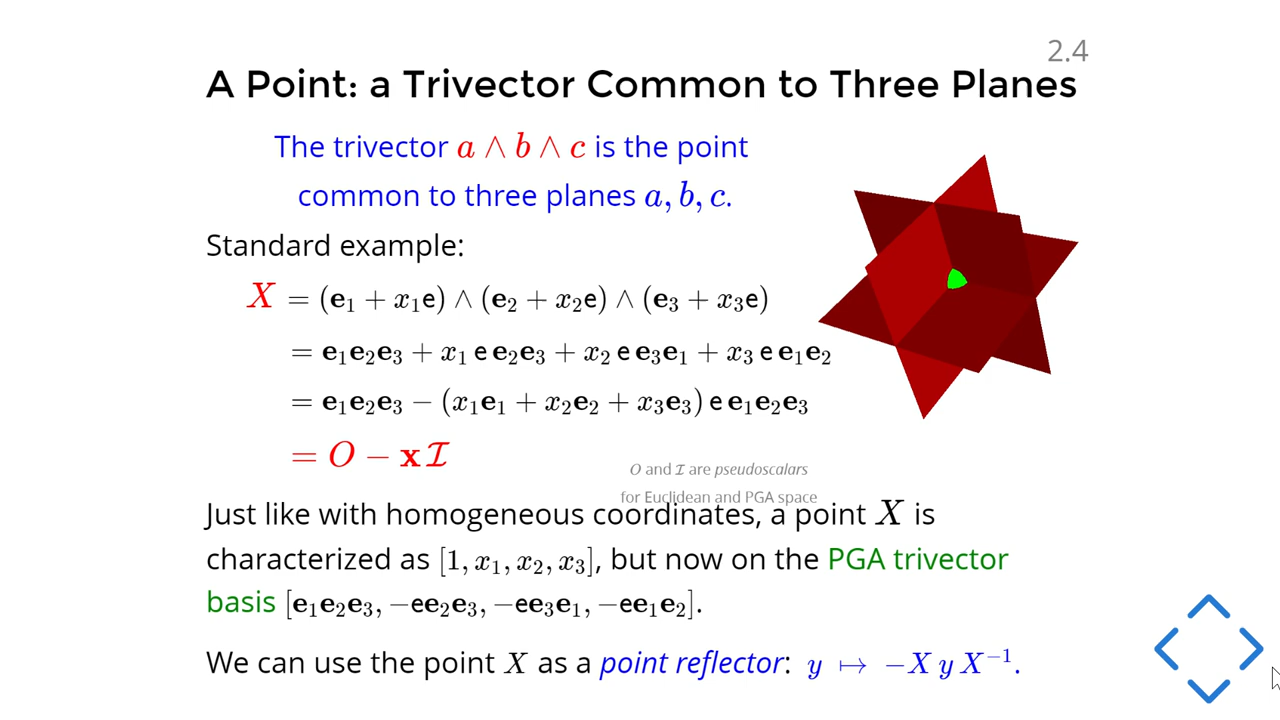 2.4
A Point: a Trivector Common to Three Planes
The trivector a ∧ b ∧ c is the point
common to three planes a, b, c.
Standard example:
X = (e₁ + x₁e) ∧ (e₂ + x₂e) ∧ (e₃ + x₃e)
= e₁e₂e₃ + x₁ e e₂e₃ + x₂ e e₃e₁ + x₃ e e₁e₂
= e₁e₂e₃ − (x₁e₁ + x₂e₂ + x₃e₃) e e₁e₂e₃
= O − xℐ
O and ℐ are pseudoscalars
for Euclidean and PGA space
Just like with homogeneous coordinates, a point X is
characterized as [1, x₁, x₂, x₃], but now on the PGA trivector
basis [e₁e₂e₃, −ee₂e₃, −ee₃e₁, −ee₁e₂].
We can use the point X as a point reflector: y ↦ −X y X⁻¹.